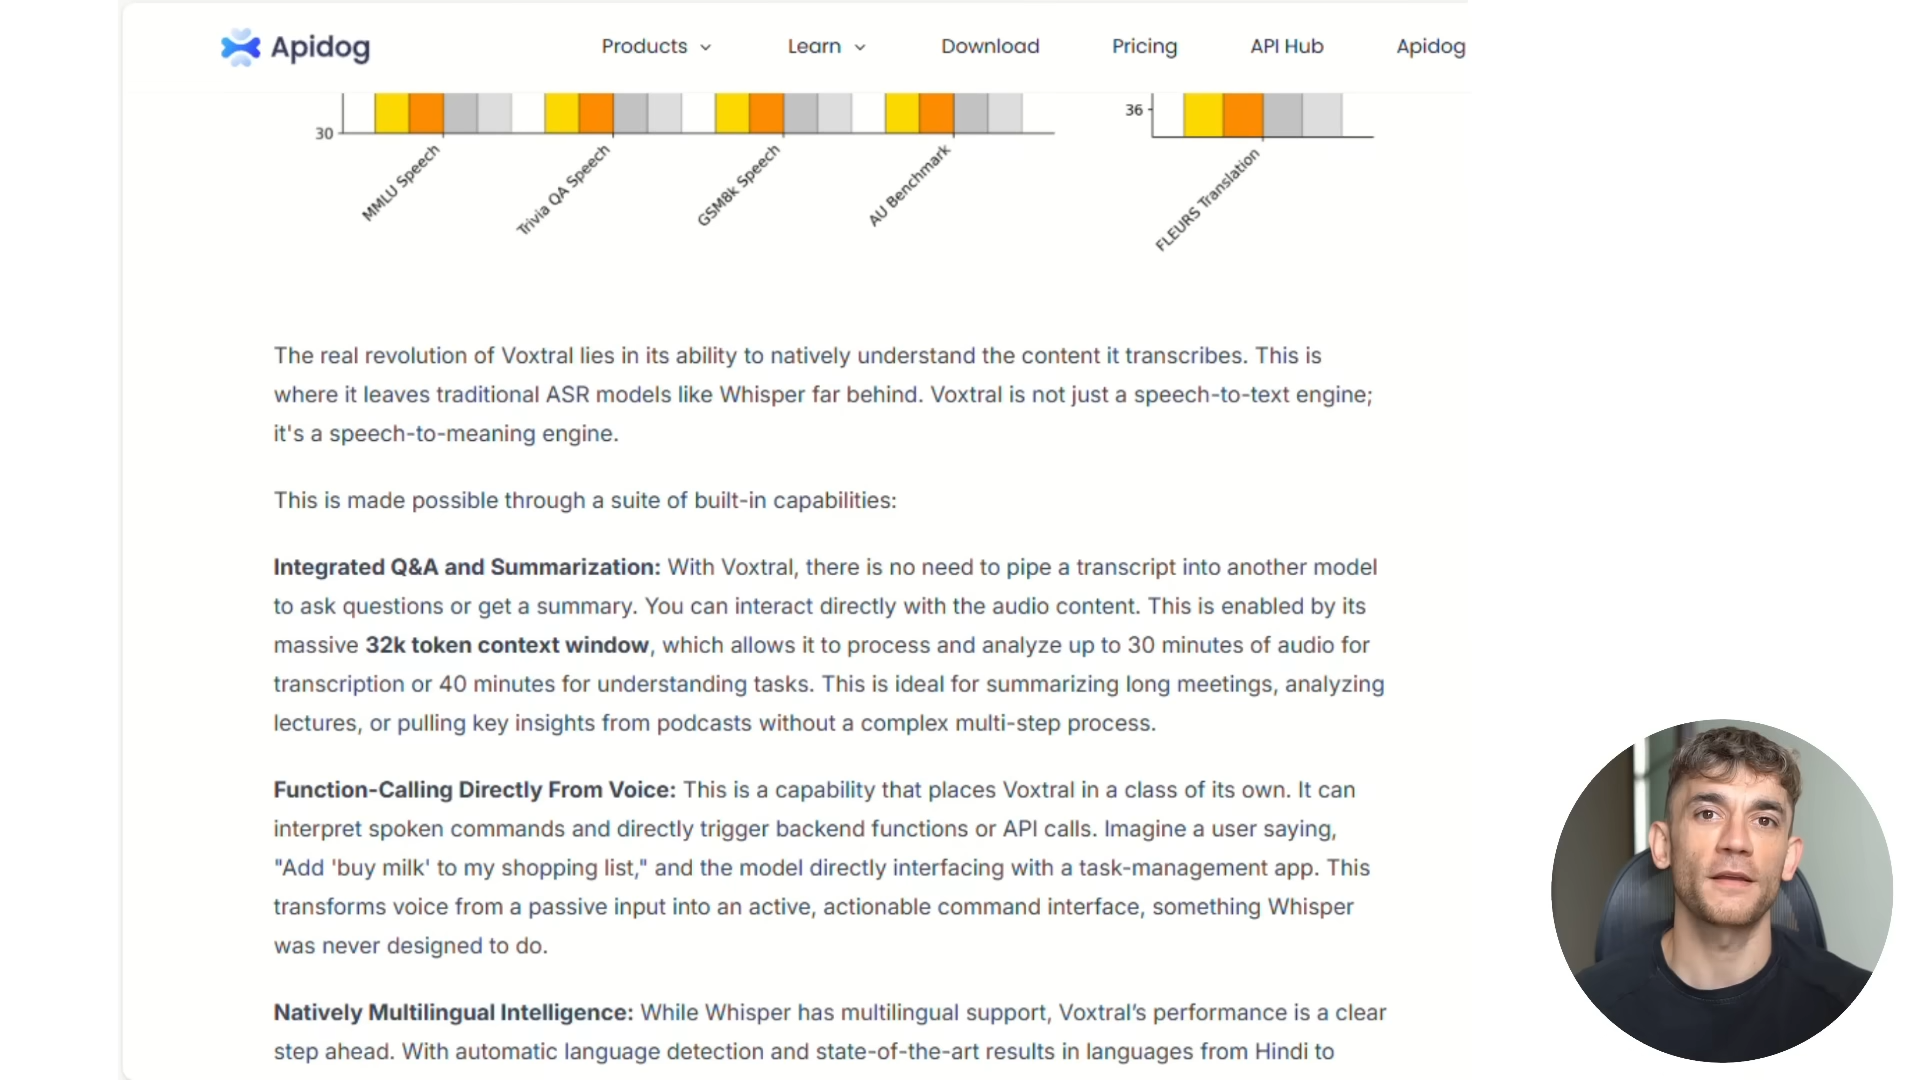 Apidog
Products
Learn
Download
Pricing
API Hub
Apidog
30
MMLU Speech
Trivia QA Speech
GSM8k Speech
AU Benchmark
36
FLEURS Translation
The real revolution of Voxtral lies in its ability to natively understand the content it transcribes. This is
where it leaves traditional ASR models like Whisper far behind. Voxtral is not just a speech-to-text engine;
it's a speech-to-meaning engine.
This is made possible through a suite of built-in capabilities:
Integrated Q&A and Summarization: With Voxtral, there is no need to pipe a transcript into another model
to ask questions or get a summary. You can interact directly with the audio content. This is enabled by its
massive 32k token context window, which allows it to process and analyze up to 30 minutes of audio for
transcription or 40 minutes for understanding tasks. This is ideal for summarizing long meetings, analyzing
lectures, or pulling key insights from podcasts without a complex multi-step process.
Function-Calling Directly From Voice: This is a capability that places Voxtral in a class of its own. It can
interpret spoken commands and directly trigger backend functions or API calls. Imagine a user saying,
"Add 'buy milk' to my shopping list," and the model directly interfacing with a task-management app. This
transforms voice from a passive input into an active, actionable command interface, something Whisper
was never designed to do.
Natively Multilingual Intelligence: While Whisper has multilingual support, Voxtral’s performance is a clear
step ahead. With automatic language detection and state-of-the-art results in languages from Hindi to